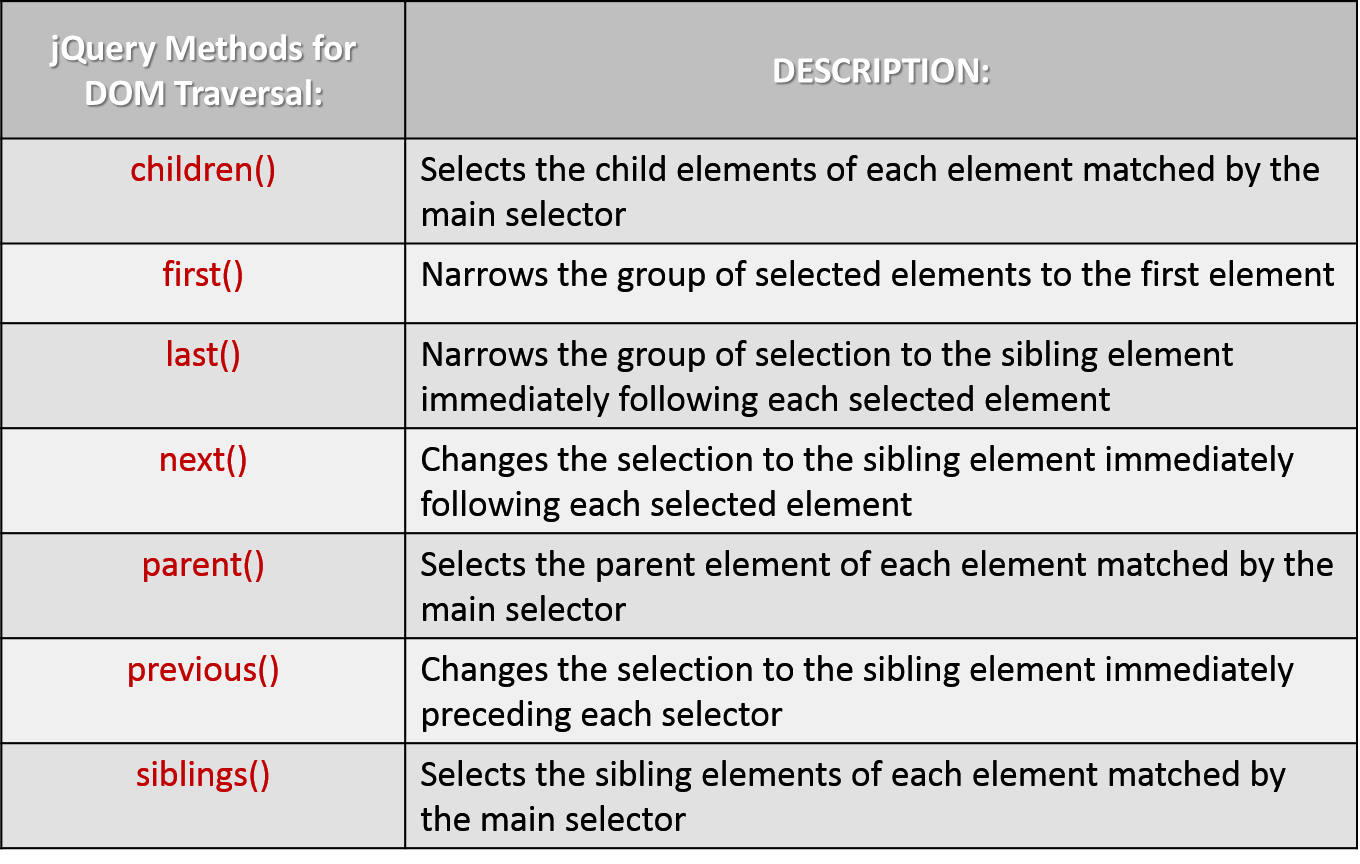 jQuery Methods for
DOM Traversal:
DESCRIPTION:
children()
Selects the child elements of each element matched by the
main selector
first()
Narrows the group of selected elements to the first element
last()
Narrows the group of selection to the sibling element
immediately following each selected element
next()
Changes the selection to the sibling element immediately
following each selected element
parent()
Selects the parent element of each element matched by the
main selector
previous()
Changes the selection to the sibling element immediately
preceding each selector
siblings()
Selects the sibling elements of each element matched by
the main selector